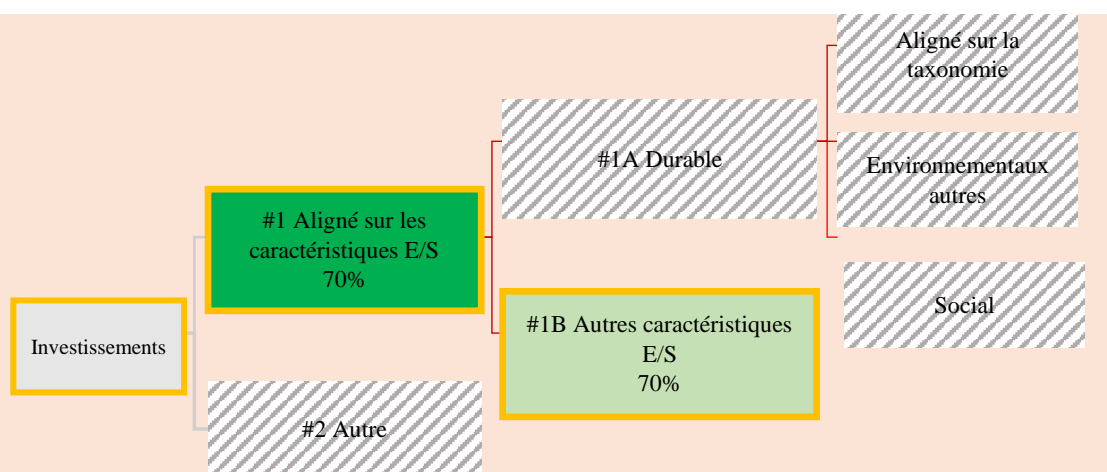 Aligné sur la
taxonomie
#1A Durable
Environnementaux
autres
#1 Aligné sur les
caractéristiques E/S
70%
Social
#1B Autres caractéristiques
E/S
70%
Investissements
#2 Autre